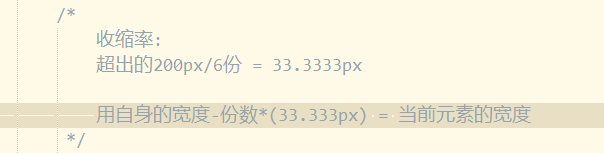 /*
收缩率:
超出的200px/6份 = 33.3333px
用自身的宽度-份数*(33.333px) = 当前元素的宽度
*/